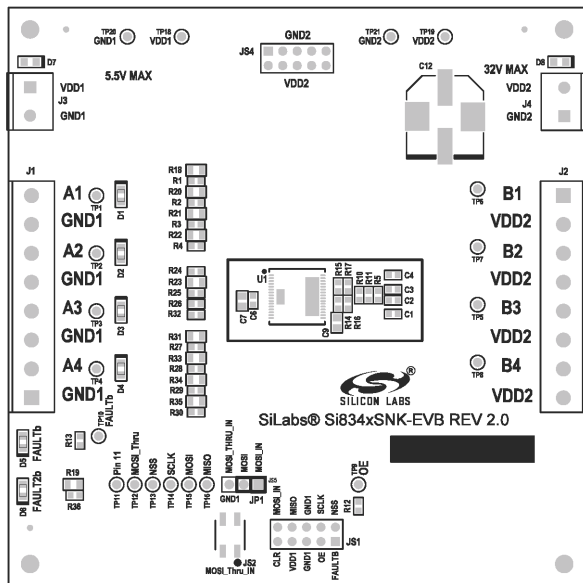 TP20
GND1
TP18
VDD1
JS4
GND2
VDD2
TP21
GND2
TP19
VDD2
D7
5.5V MAX
VDD1
J3
GND1
C12
32V MAX
D8
VDD2
J4
GND2
J1
A1
TP1
D1
GND1
A2
TP2
D2
GND1
A3
TP3
D3
GND1
A4
TP4
D4
GND1
R18
R1
R20
R2
R21
R3
R22
R4
R24
R23
R25
R26
R32
R31
R27
R33
R28
R34
R29
R35
R30
U1
C7
C6
R15
R17
R10
R11
R5
C4
C3
C2
C1
C9
R14
R16
J2
TP6
B1
VDD2
TP7
B2
VDD2
TP5
B3
VDD2
TP8
B4
VDD2
SILICON LABS
SiLabs® Si834xSNK-EVB REV 2.0
TP10
FAULTb
FAULTb
D5
R13
FAULT2b
D6
R19
R36
Pin 11
TP11
MOSI_Thru
TP12
NSS
TP13
SCLK
TP14
MOSI
TP15
MISO
TP16
MOSI_THRU_IN
MOSI
MOSI_IN
JS5
GND1
JP1
JS2
MOSI_Thru_IN
TP9
OE
R12
MOSI_IN
MISO
GND1
SCLK
NSS
JS1
CLR
VDD1
GND1
OE
FAULTB